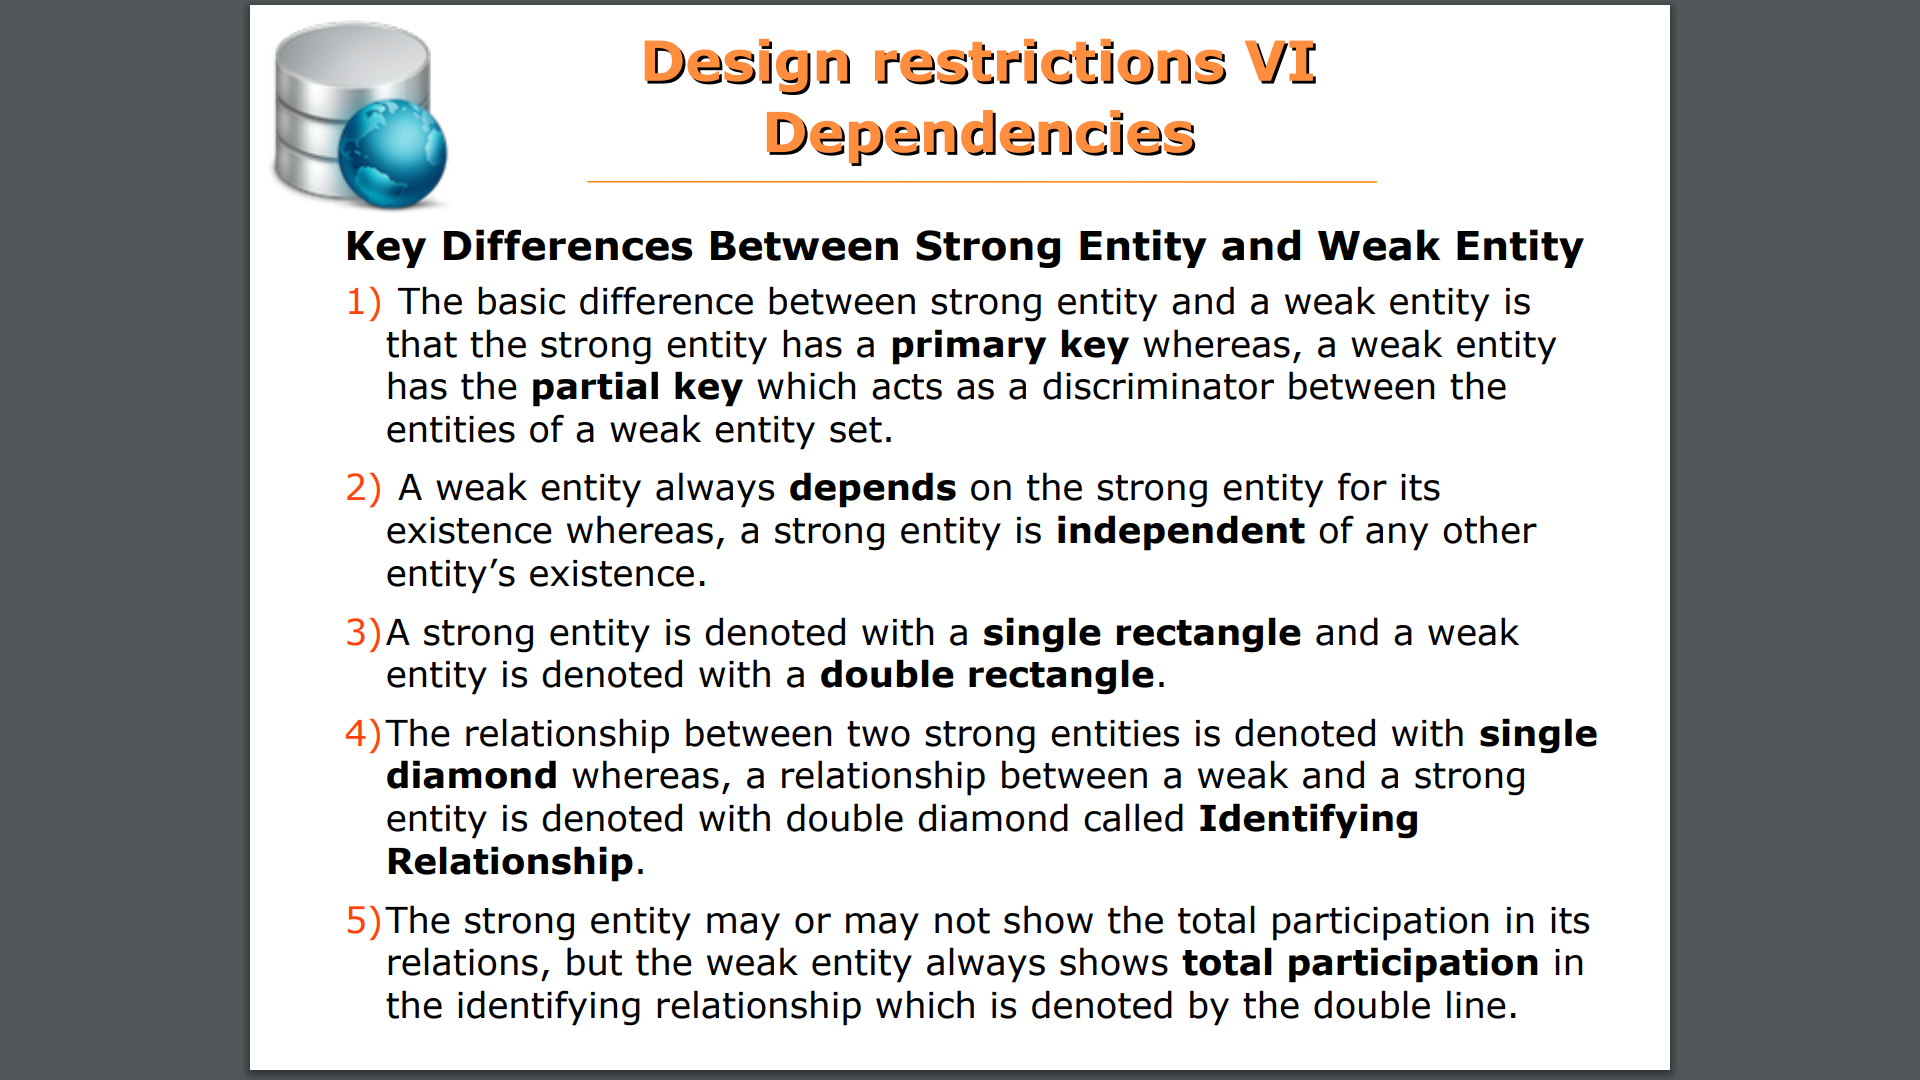 Design restrictions VI
Dependencies
Key Differences Between Strong Entity and Weak Entity
1) The basic difference between strong entity and a weak entity is
that the strong entity has a primary key whereas, a weak entity
has the partial key which acts as a discriminator between the
entities of a weak entity set.
2) A weak entity always depends on the strong entity for its
existence whereas, a strong entity is independent of any other
entity’s existence.
3) A strong entity is denoted with a single rectangle and a weak
entity is denoted with a double rectangle.
4) The relationship between two strong entities is denoted with single
diamond whereas, a relationship between a weak and a strong
entity is denoted with double diamond called Identifying
Relationship.
5) The strong entity may or may not show the total participation in its
relations, but the weak entity always shows total participation in
the identifying relationship which is denoted by the double line.